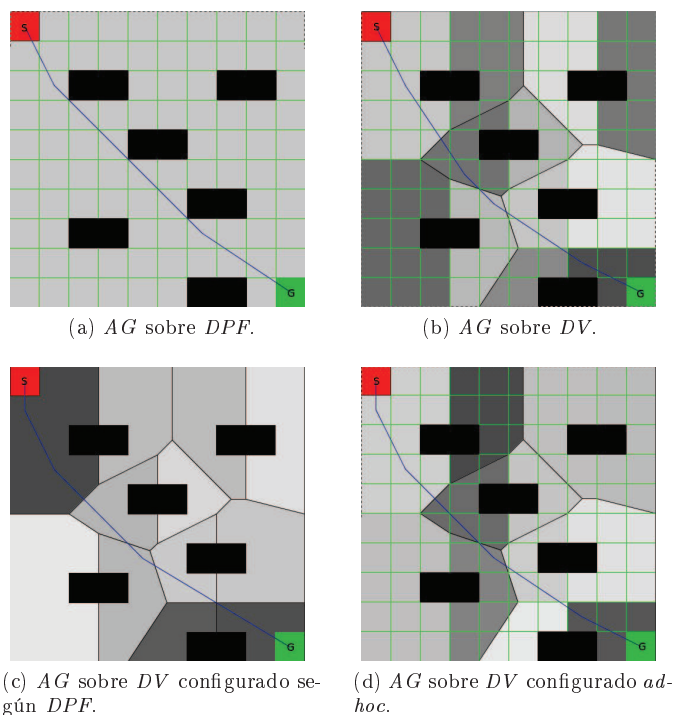 S
G
(a) AG sobre DPF.
S
G
(b) AG sobre DV.
S
G
(c) AG sobre DV configurado se-
gún DPF.
S
G
(d) AG sobre DV configurado ad-
hoc.